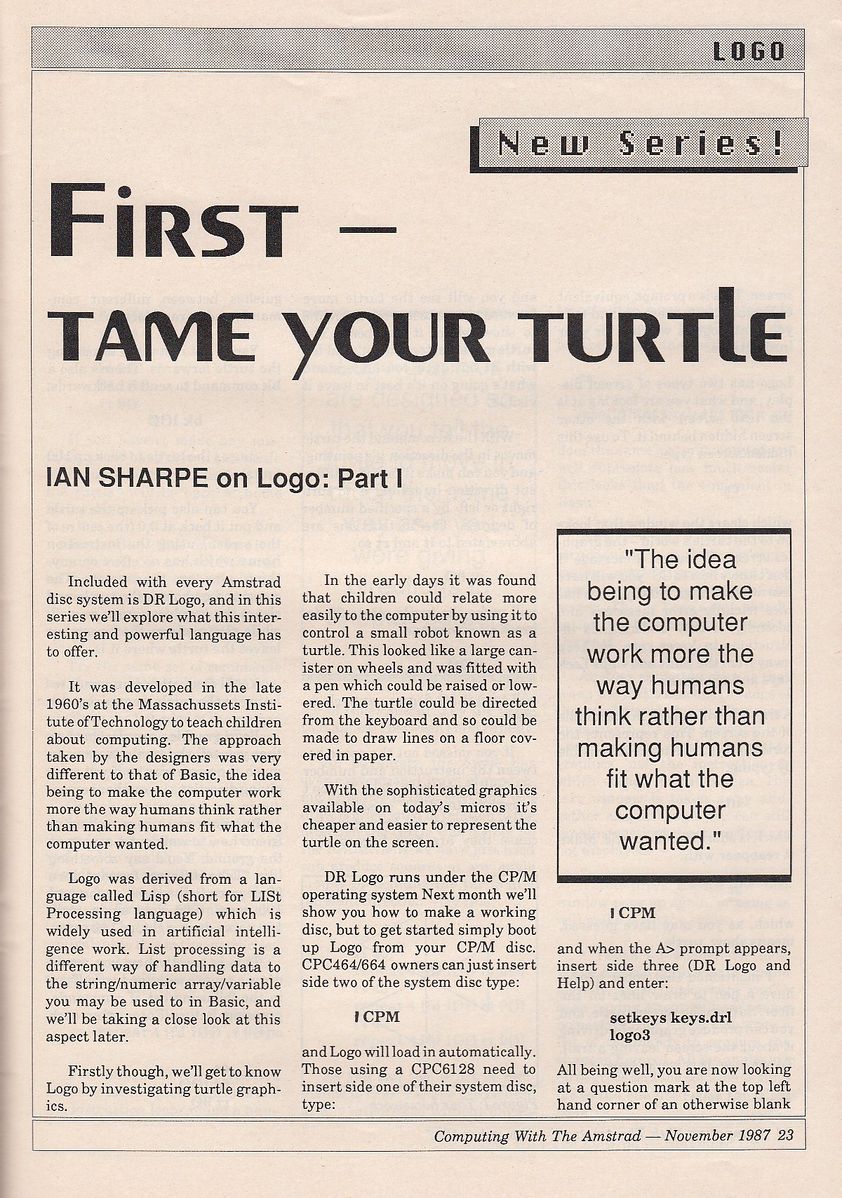 LOGO
New Series!
FiRST —
TAME YOUR TURTlE
IAN SHARPE on Logo: Part I
Included with every Amstrad
disc system is DR Logo, and in this
series we'll explore what this inter-
esting and powerful language has
to offer.
It was developed in the late
1960's at the Massachussets Insti-
tute of Technology to teach children
about computing. The approach
taken by the designers was very
different to that of Basic, the idea
being to make the computer work
more the way humans think rather
than making humans fit what the
computer wanted.
Logo was derived from a lan-
guage called Lisp (short for LISt
Processing language) which is
widely used in artificial intelli-
gence work. List processing is a
different way of handling data to
the string/numeric array/variable
you may be used to in Basic, and
we'll be taking a close look at this
aspect later.
Firstly though, we'll get to know
Logo by investigating turtle graph-
ics.
In the early days it was found
that children could relate more
easily to the computer by using it to
control a small robot known as a
turtle. This looked like a large can-
ister on wheels and was fitted with
a pen which could be raised or low-
ered. The turtle could be directed
from the keyboard and so could be
made to draw lines on a floor cov-
ered in paper.
With the sophisticated graphics
available on today's micros it's
cheaper and easier to represent the
turtle on the screen.
DR Logo runs under the CP/M
operating system Next month we'll
show you how to make a working
disc, but to get started simply boot
up Logo from your CP/M disc.
CPC464/664 owners can just insert
side two of the system disc type:
|CPM
and Logo will load in automatically.
Those using a CPC6128 need to
insert side one of their system disc,
type:
"The idea
being to make
the computer
work more the
way humans
think rather than
making humans
fit what the
computer
wanted."
|CPM
and when the A> prompt appears,
insert side three (DR Logo and
Help) and enter:
setkeys keys.drl
logo3
All being well, you are now looking
at a question mark at the top left
hand corner of an otherwise blank
Computing With The Amstrad — November 1987 23